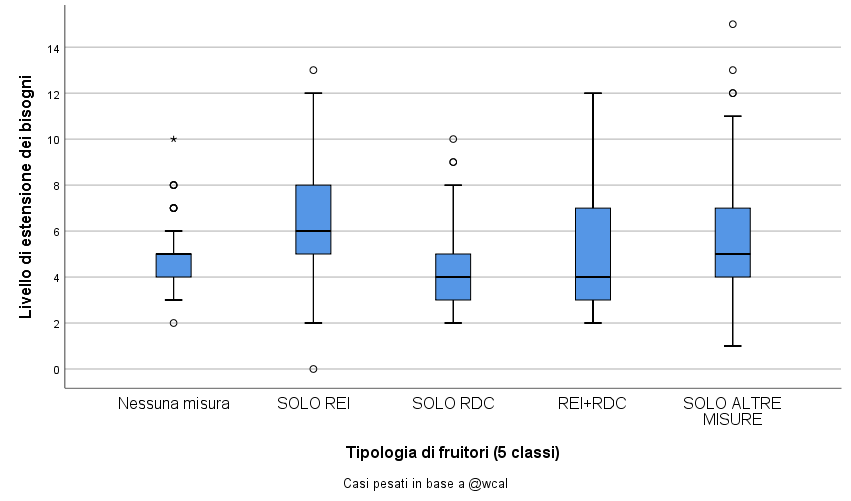 Livello di estensione dei bisogni
14
12
10
8
6
4
2
0
Nessuna misura
SOLO REI
SOLO RDC
REI+RDC
SOLO ALTRE
MISURE
Tipologia di fruitori (5 classi)
Casi pesati in base a @wcal